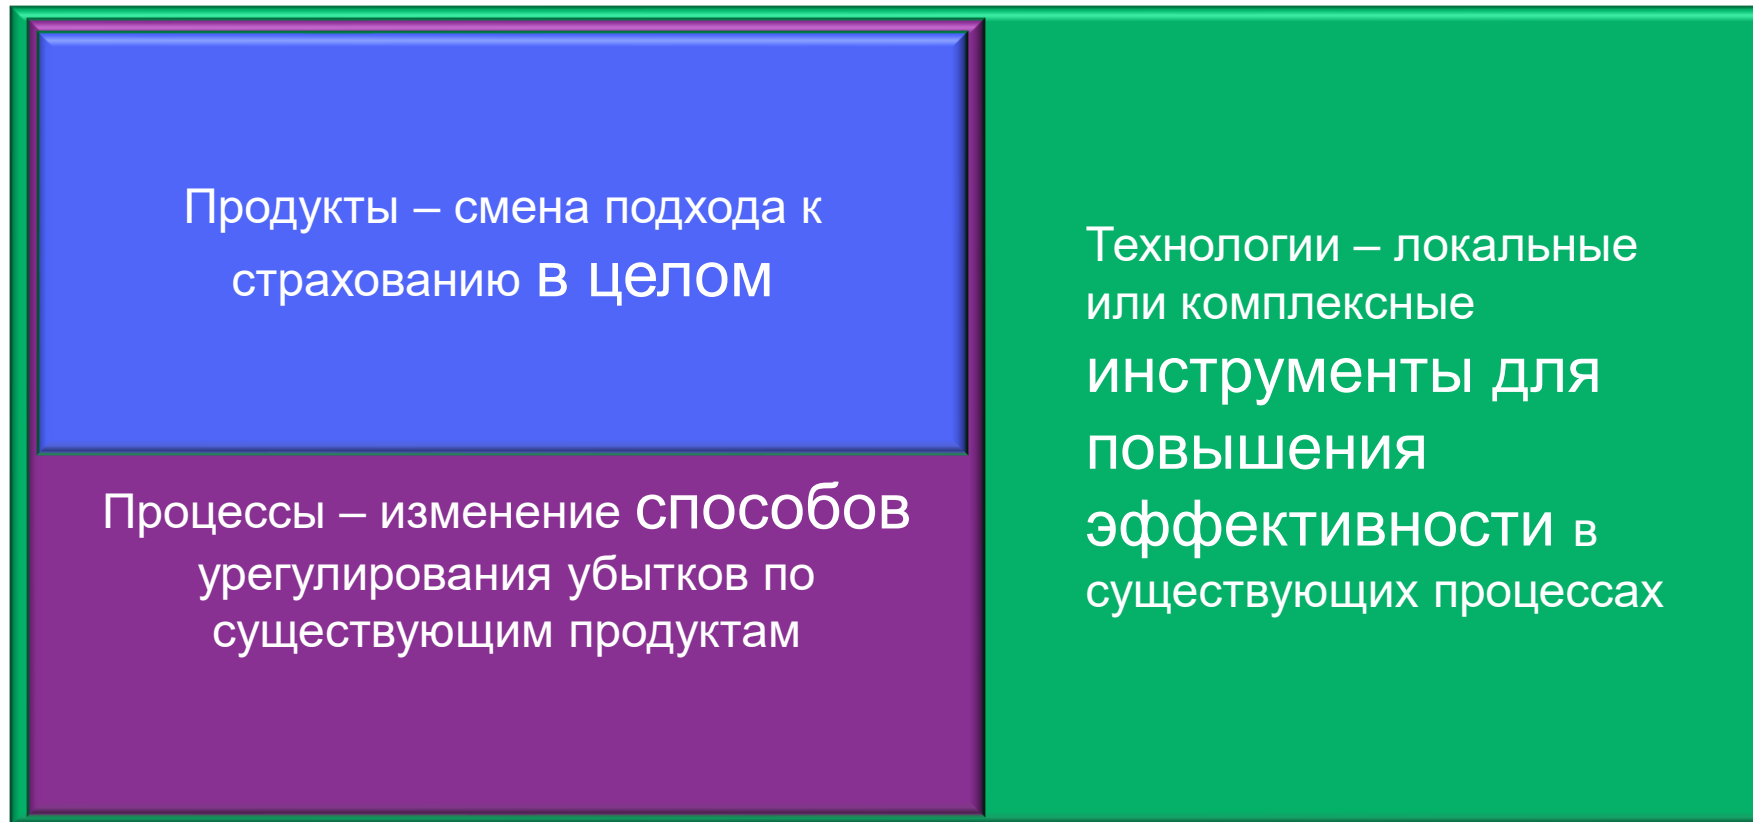 Продукты – смена подхода к
страхованию в целом
Процессы – изменение способов
урегулирования убытков по
существующим продуктам
Технологии – локальные
или комплексные
инструменты для
повышения
эффективности в
существующих процессах